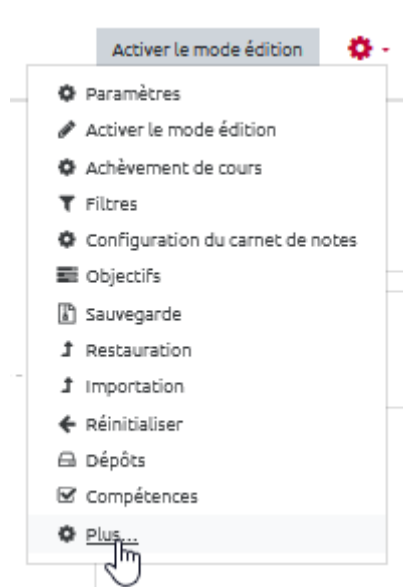 Activer le mode édition
Paramètres
Activer le mode édition
Achèvement de cours
Filtres
Configuration du carnet de notes
Objectifs
Sauvegarde
Restauration
Importation
Réinitialiser
Dépôts
Compétences
Plus...